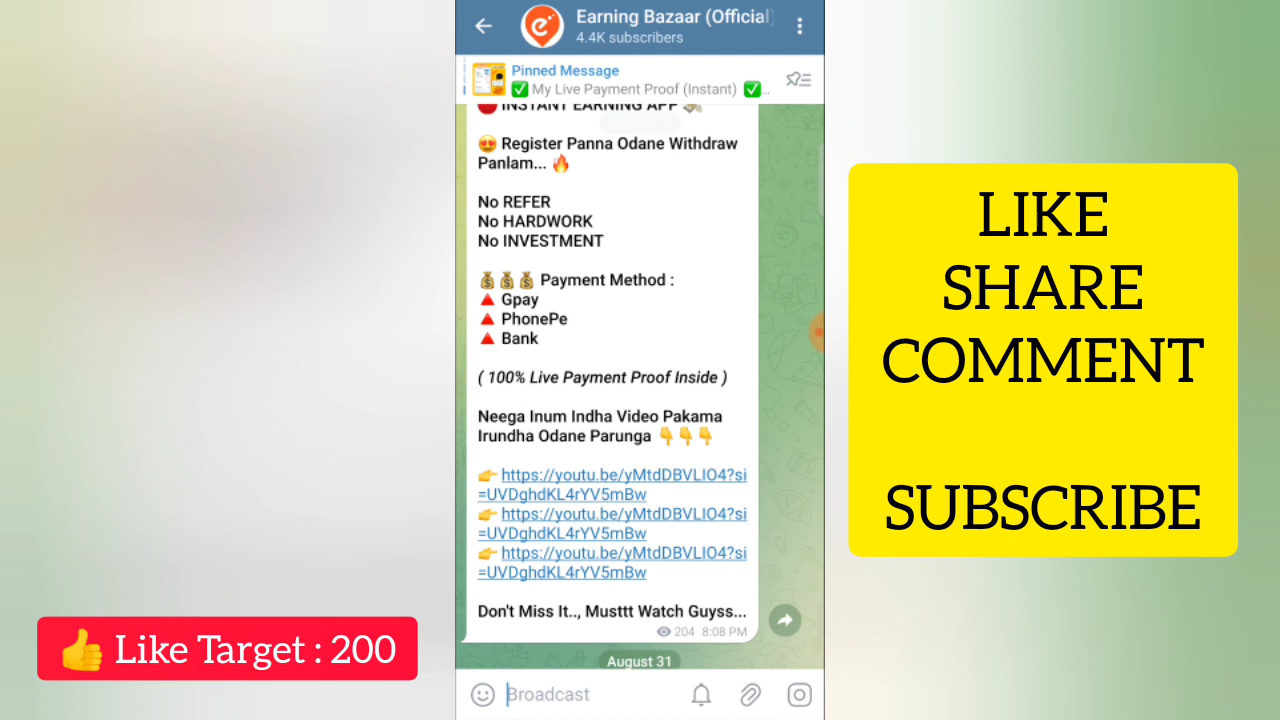 Earning Bazaar (Official)
4.4K subscribers
Pinned Message
✅ My Live Payment Proof (Instant) ✅...
🔴 INSTANT EARNING APP 💸
😍 Register Panna Odane Withdraw
Panlam... 🔥
No REFER
No HARDWORK
No INVESTMENT
💰💰💰 Payment Method :
🔺 Gpay
🔺 PhonePe
🔺 Bank
( 100% Live Payment Proof Inside )
Neega Inum Indha Video Pakama
Irundha Odane Parunga 👇👇👇
👉 https://youtu.be/yMtdDBVLIO4?si
=UVDghdKL4rYV5mBw
👉 https://youtu.be/yMtdDBVLIO4?si
=UVDghdKL4rYV5mBw
👉 https://youtu.be/yMtdDBVLIO4?si
=UVDghdKL4rYV5mBw
Don't Miss It.., Musttt Watch Guyss...
204 8:08 PM
August 31
Broadcast
👍 Like Target : 200
LIKE
SHARE
COMMENT
SUBSCRIBE